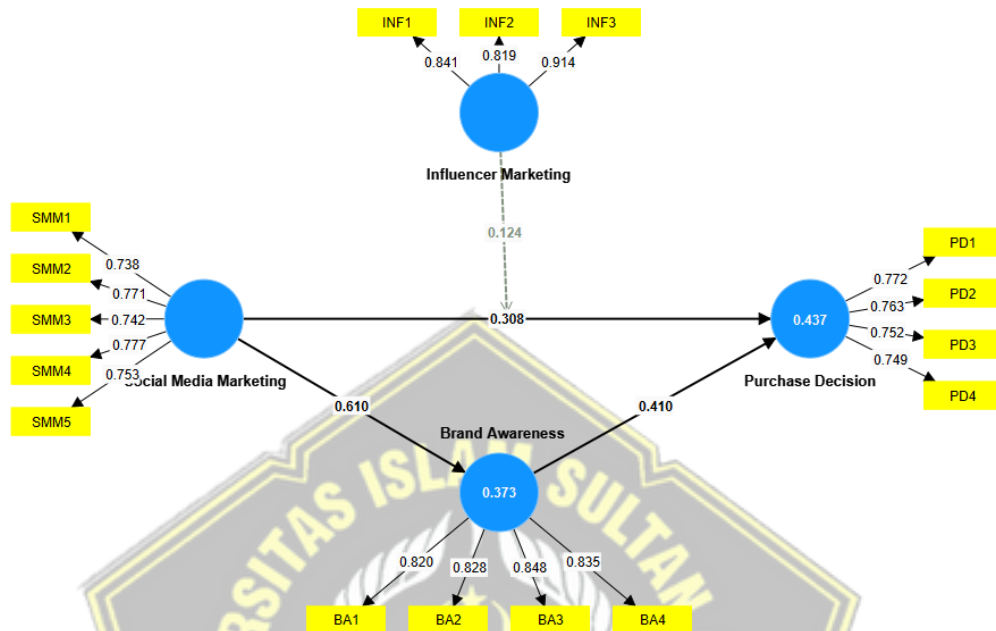 INF1 INF2 INF3
0.841 0.819 0.914
Influencer Marketing
0.124
SMM1
SMM2
SMM3
SMM4
SMM5
0.738
0.771
0.742
0.777
0.753
Social Media Marketing
0.308
0.610
0.410
0.437
Purchase Decision
PD1
PD2
PD3
PD4
0.772
0.763
0.752
0.749
Brand Awareness
0.373
0.820 0.828 0.848 0.835
BA1 BA2 BA3 BA4
ISLAM SULTAN